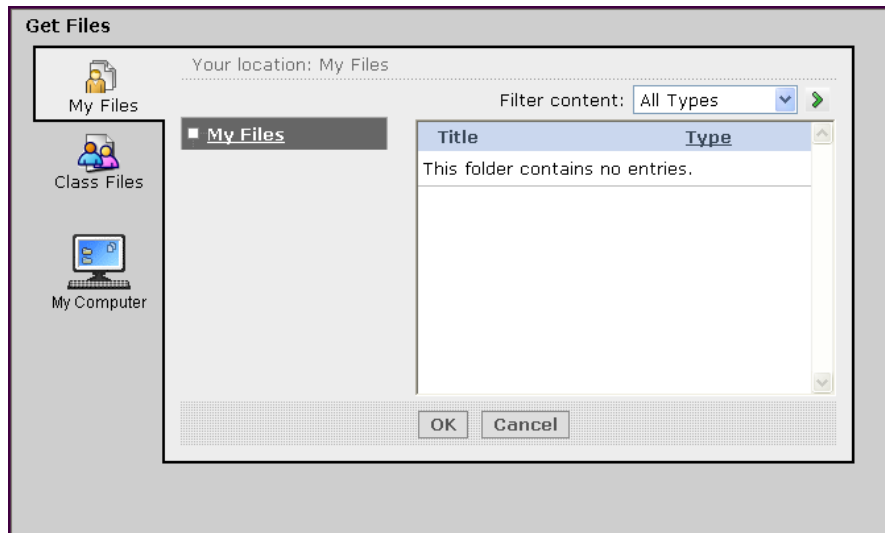 Get Files
My Files
Class Files
My Computer
Your location: My Files
Filter content: All Types
My Files
Title Type
This folder contains no entries.
OK Cancel